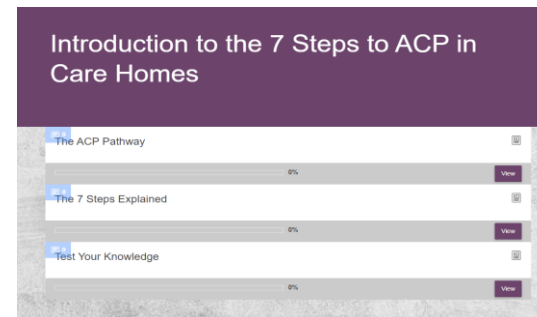 Introduction to the 7 Steps to ACP in
Care Homes
The ACP Pathway
0%
View
The 7 Steps Explained
0%
View
Test Your Knowledge
0%
View